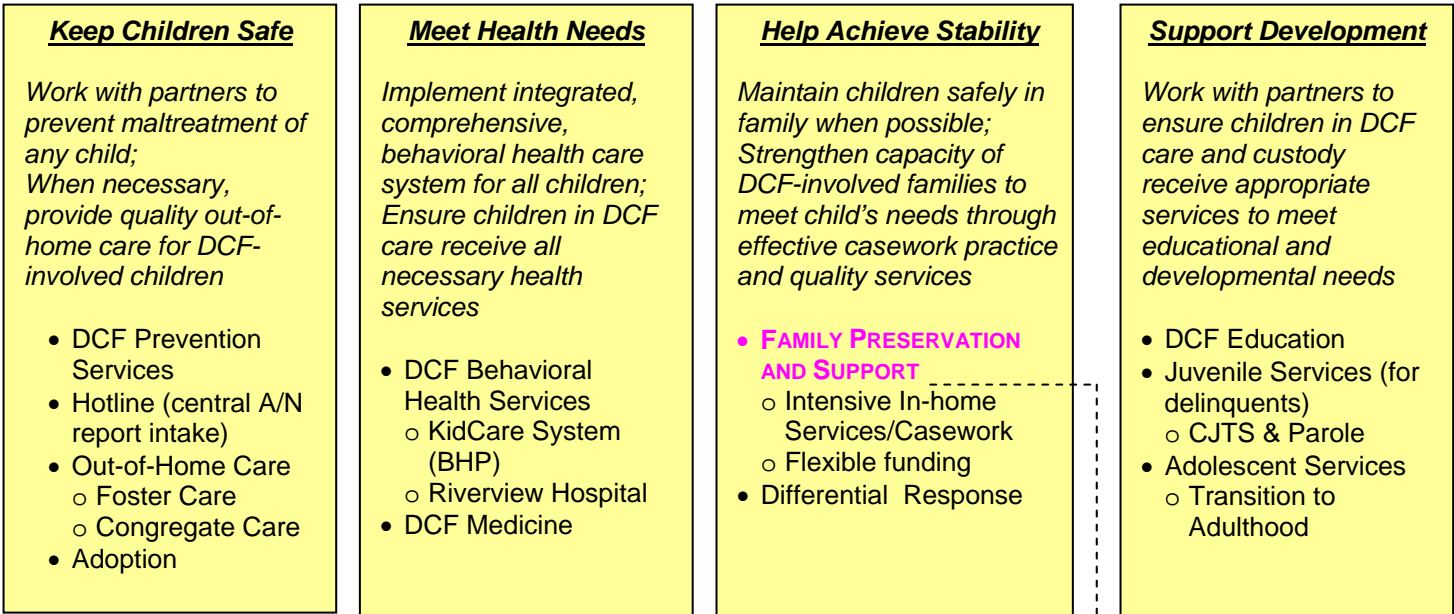 Keep Children Safe
Work with partners to
prevent maltreatment of
any child;
When necessary,
provide quality out-of-
home care for DCF-
involved children
• DCF Prevention
Services
• Hotline (central A/N
report intake)
• Out-of-Home Care
o Foster Care
o Congregate Care
• Adoption
Meet Health Needs
Implement integrated,
comprehensive,
behavioral health care
system for all children;
Ensure children in DCF
care receive all
necessary health
services
• DCF Behavioral
Health Services
o KidCare System
(BHP)
o Riverview Hospital
• DCF Medicine
Help Achieve Stability
Maintain children safely in
family when possible;
Strengthen capacity of
DCF-involved families to
meet child's needs through
effective casework practice
and quality services
• FAMILY PRESERVATION
AND SUPPORT
o Intensive In-home
Services/Casework
o Flexible funding
• Differential Response
Support Development
Work with partners to
ensure children in DCF
care and custody
receive appropriate
services to meet
educational and
developmental needs
• DCF Education
• Juvenile Services (for
delinquents)
o CJTS & Parole
• Adolescent Services
o Transition to
Adulthood